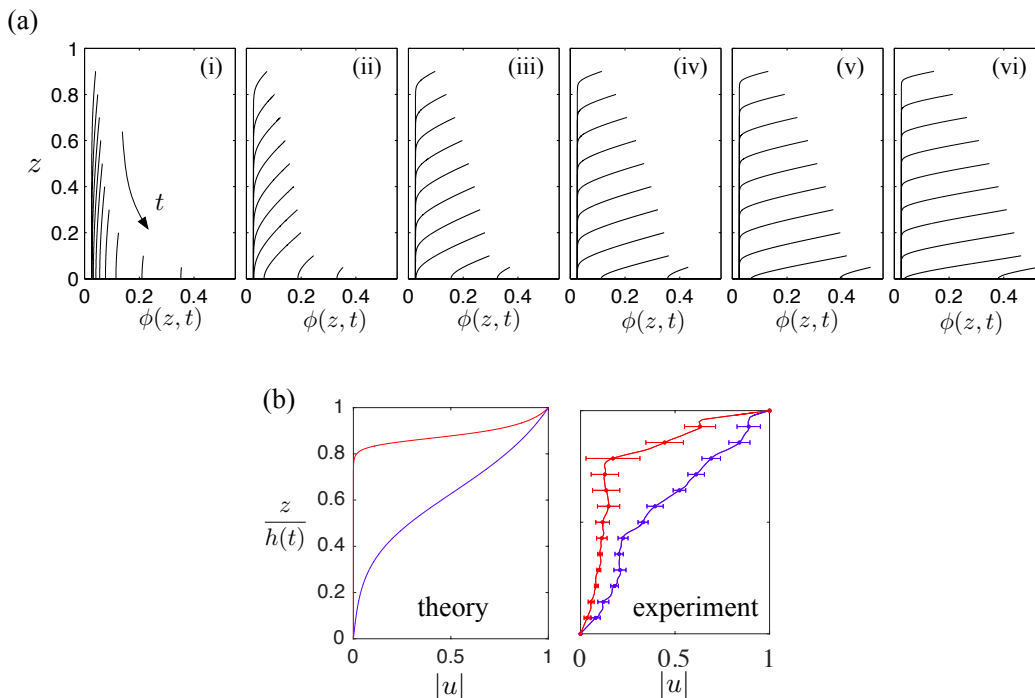 (a)
(i) (ii) (iii) (iv) (v) (vi)
1
0.8
0.6
z
0.4
t
0.2
0
0 0.2 0.4 0 0.2 0.4 0 0.2 0.4 0 0.2 0.4 0 0.2 0.4 0 0.2 0.4
ϕ(z, t) ϕ(z, t) ϕ(z, t) ϕ(z, t) ϕ(z, t) ϕ(z, t)
(b)
1
0.8
0.6
z
h(t)
0.4
0.2
theory experiment
0
0 0.5 1 0 0.5 1
|u| |u|